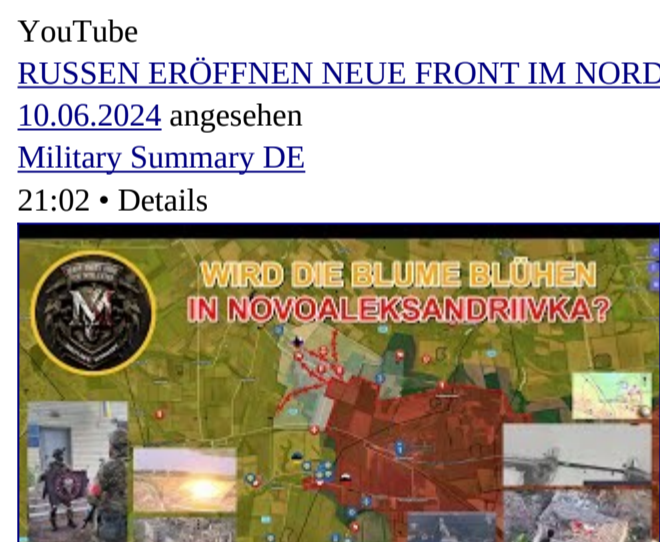 YouTube
RUSSEN ERÖFFNEN NEUE FRONT IM NORD
10.06.2024 angesehen
Military Summary DE
21:02 • Details
WIRD DIE BLUME BLÜHEN
IN NOVOALEKSANDRIIVKA?
M